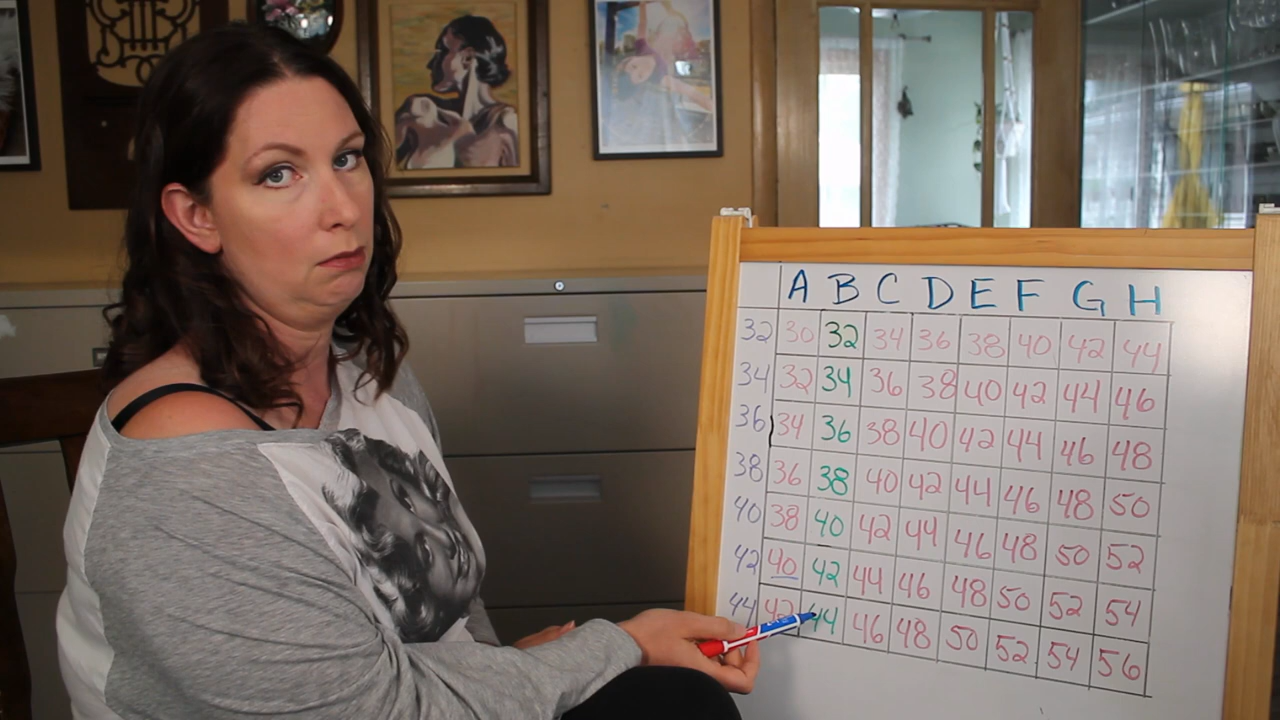 A B C D E F G H
32 30 32 34 36 38 40 42 44
34 32 34 36 38 40 42 44 46
36 34 36 38 40 42 44 46 48
38 36 38 40 42 44 46 48 50
40 38 40 42 44 46 48 50 52
42 40 42 44 46 48 50 52 54
44 42 44 46 48 50 52 54 56